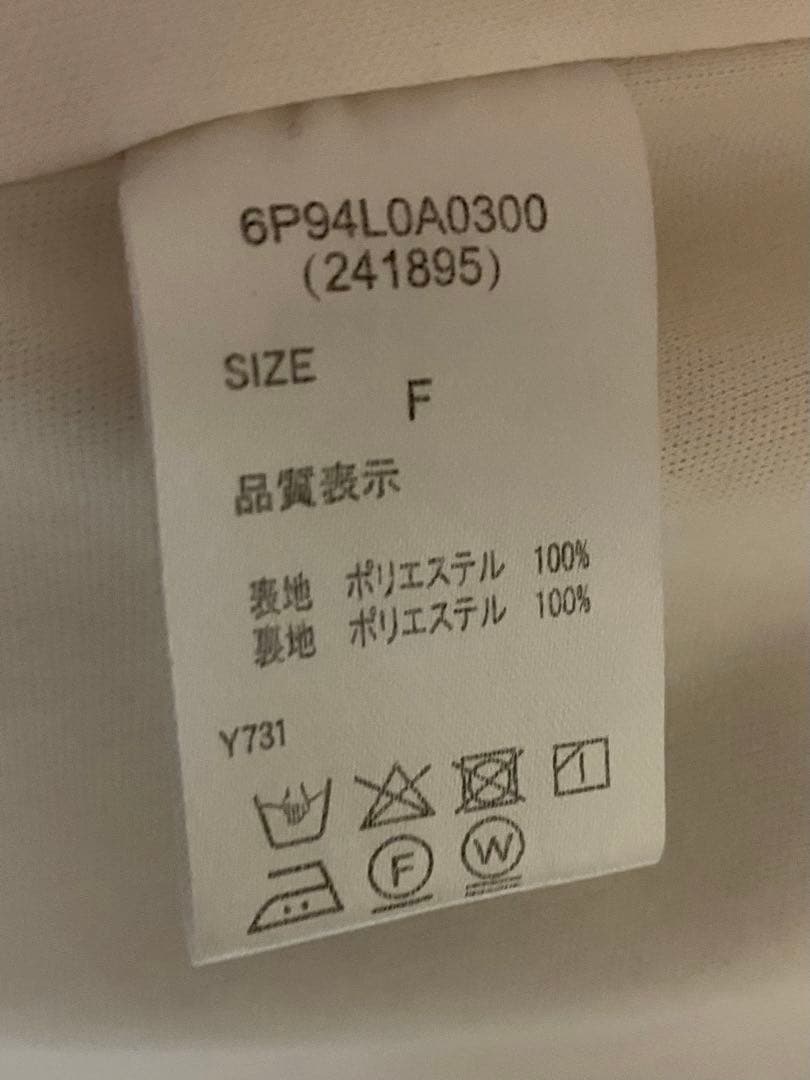 6P94L0A0300
(241895)
SIZE
F
品質表示
表地 ポリエステル 100%
裏地 ポリエステル 100%
Y731
F W